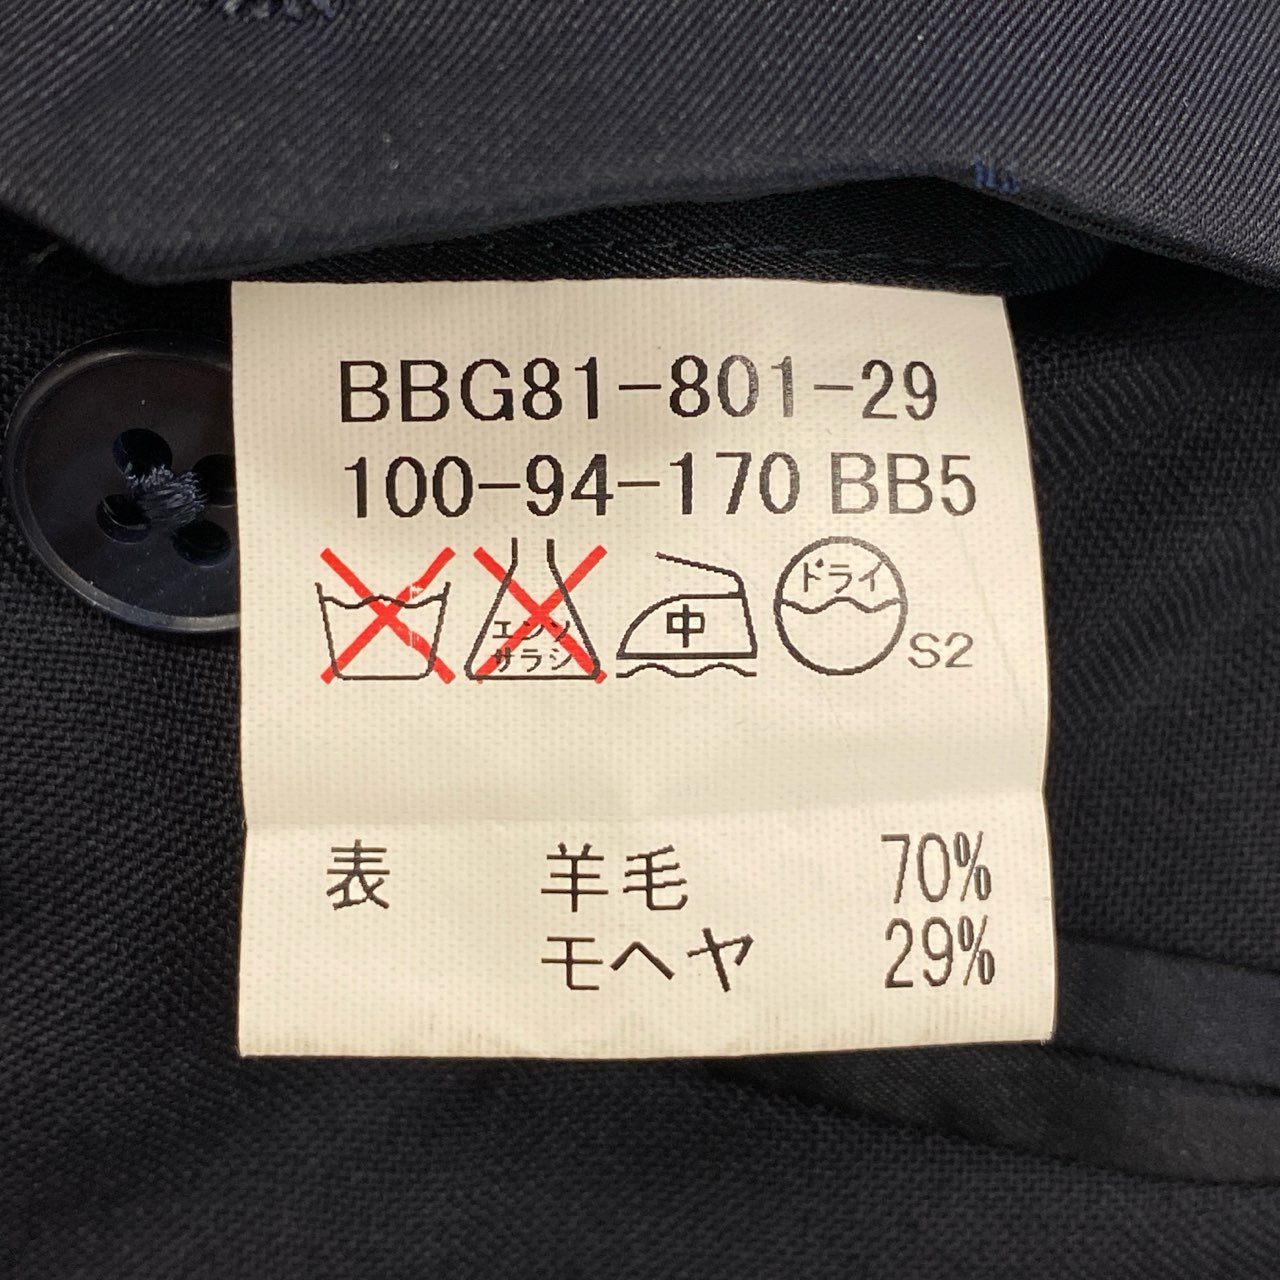 BBG81-801-29
100-94-170 BB5
エンソ
サラシ
中
ドライ
S2
表 羊毛 70%
モヘヤ 29%